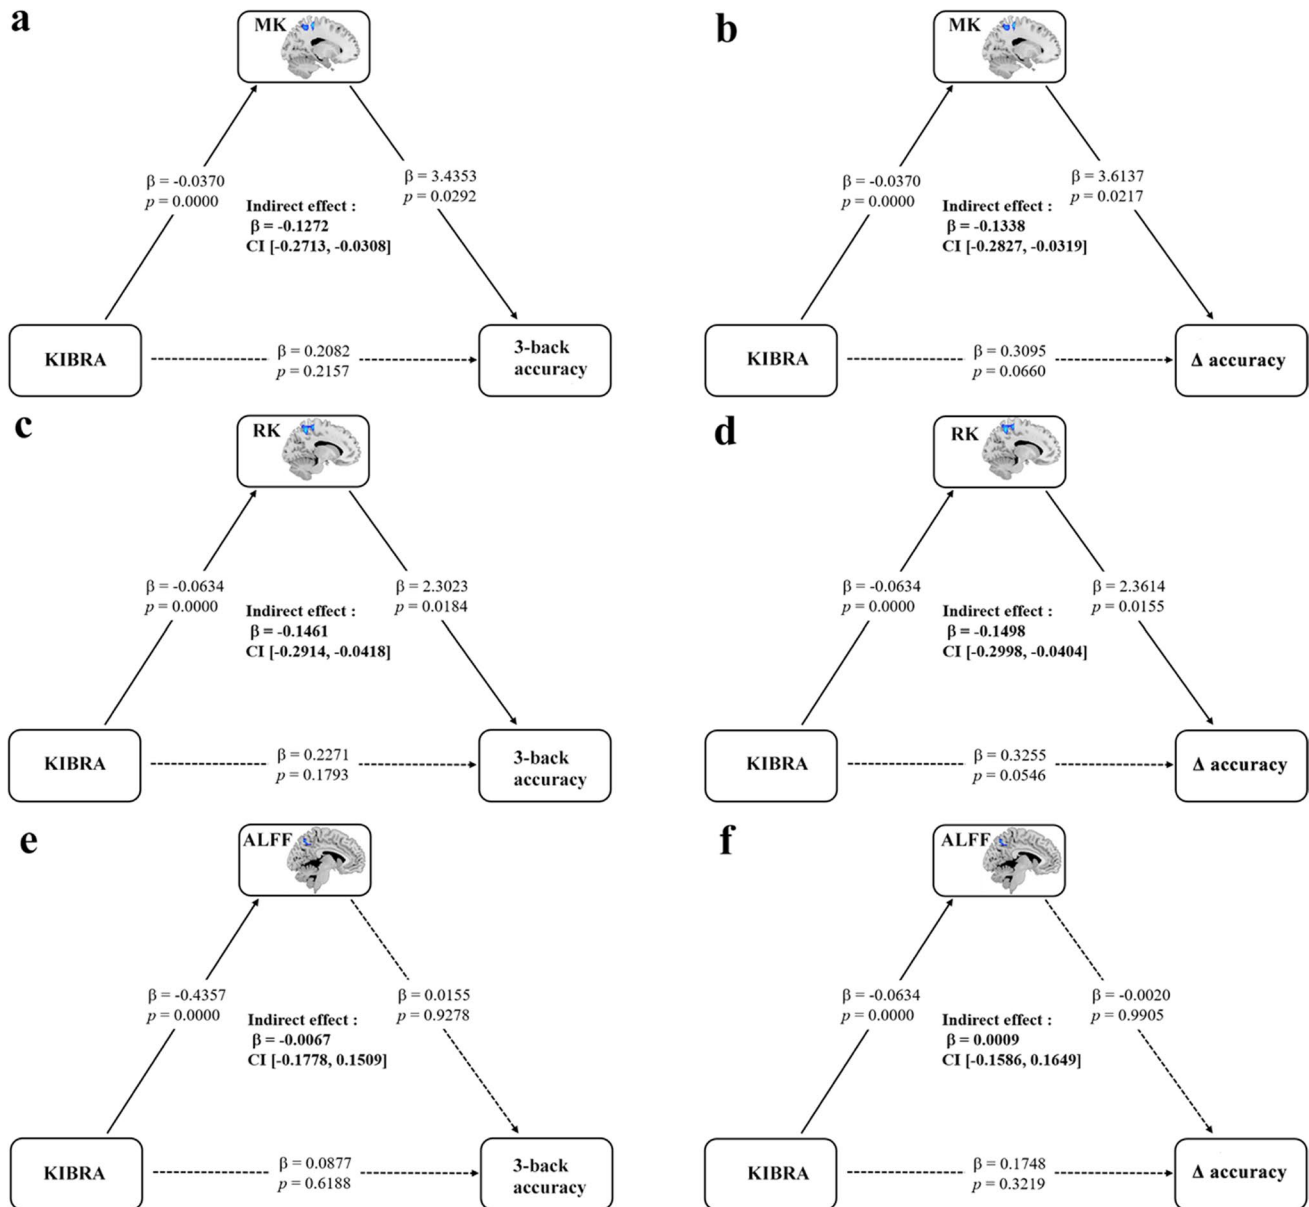 a
MK
β = -0.0370
p = 0.0000
β = 3.4353
p = 0.0292
Indirect effect :
β = -0.1272
CI [-0.2713, -0.0308]
KIBRA
β = 0.2082
p = 0.2157
3-back
accuracy
b
MK
β = -0.0370
p = 0.0000
β = 3.6137
p = 0.0217
Indirect effect :
β = -0.1338
CI [-0.2827, -0.0319]
KIBRA
β = 0.3095
p = 0.0660
Δ accuracy
c
RK
β = -0.0634
p = 0.0000
β = 2.3023
p = 0.0184
Indirect effect :
β = -0.1461
CI [-0.2914, -0.0418]
KIBRA
β = 0.2271
p = 0.1793
3-back
accuracy
d
RK
β = -0.0634
p = 0.0000
β = 2.3614
p = 0.0155
Indirect effect :
β = -0.1498
CI [-0.2998, -0.0404]
KIBRA
β = 0.3255
p = 0.0546
Δ accuracy
e
ALFF
β = -0.4357
p = 0.0000
β = 0.0155
p = 0.9278
Indirect effect :
β = -0.0067
CI [-0.1778, 0.1509]
KIBRA
β = 0.0877
p = 0.6188
3-back
accuracy
f
ALFF
β = -0.0634
p = 0.0000
β = -0.0020
p = 0.9905
Indirect effect :
β = 0.0009
CI [-0.1586, 0.1649]
KIBRA
β = 0.1748
p = 0.3219
Δ accuracy